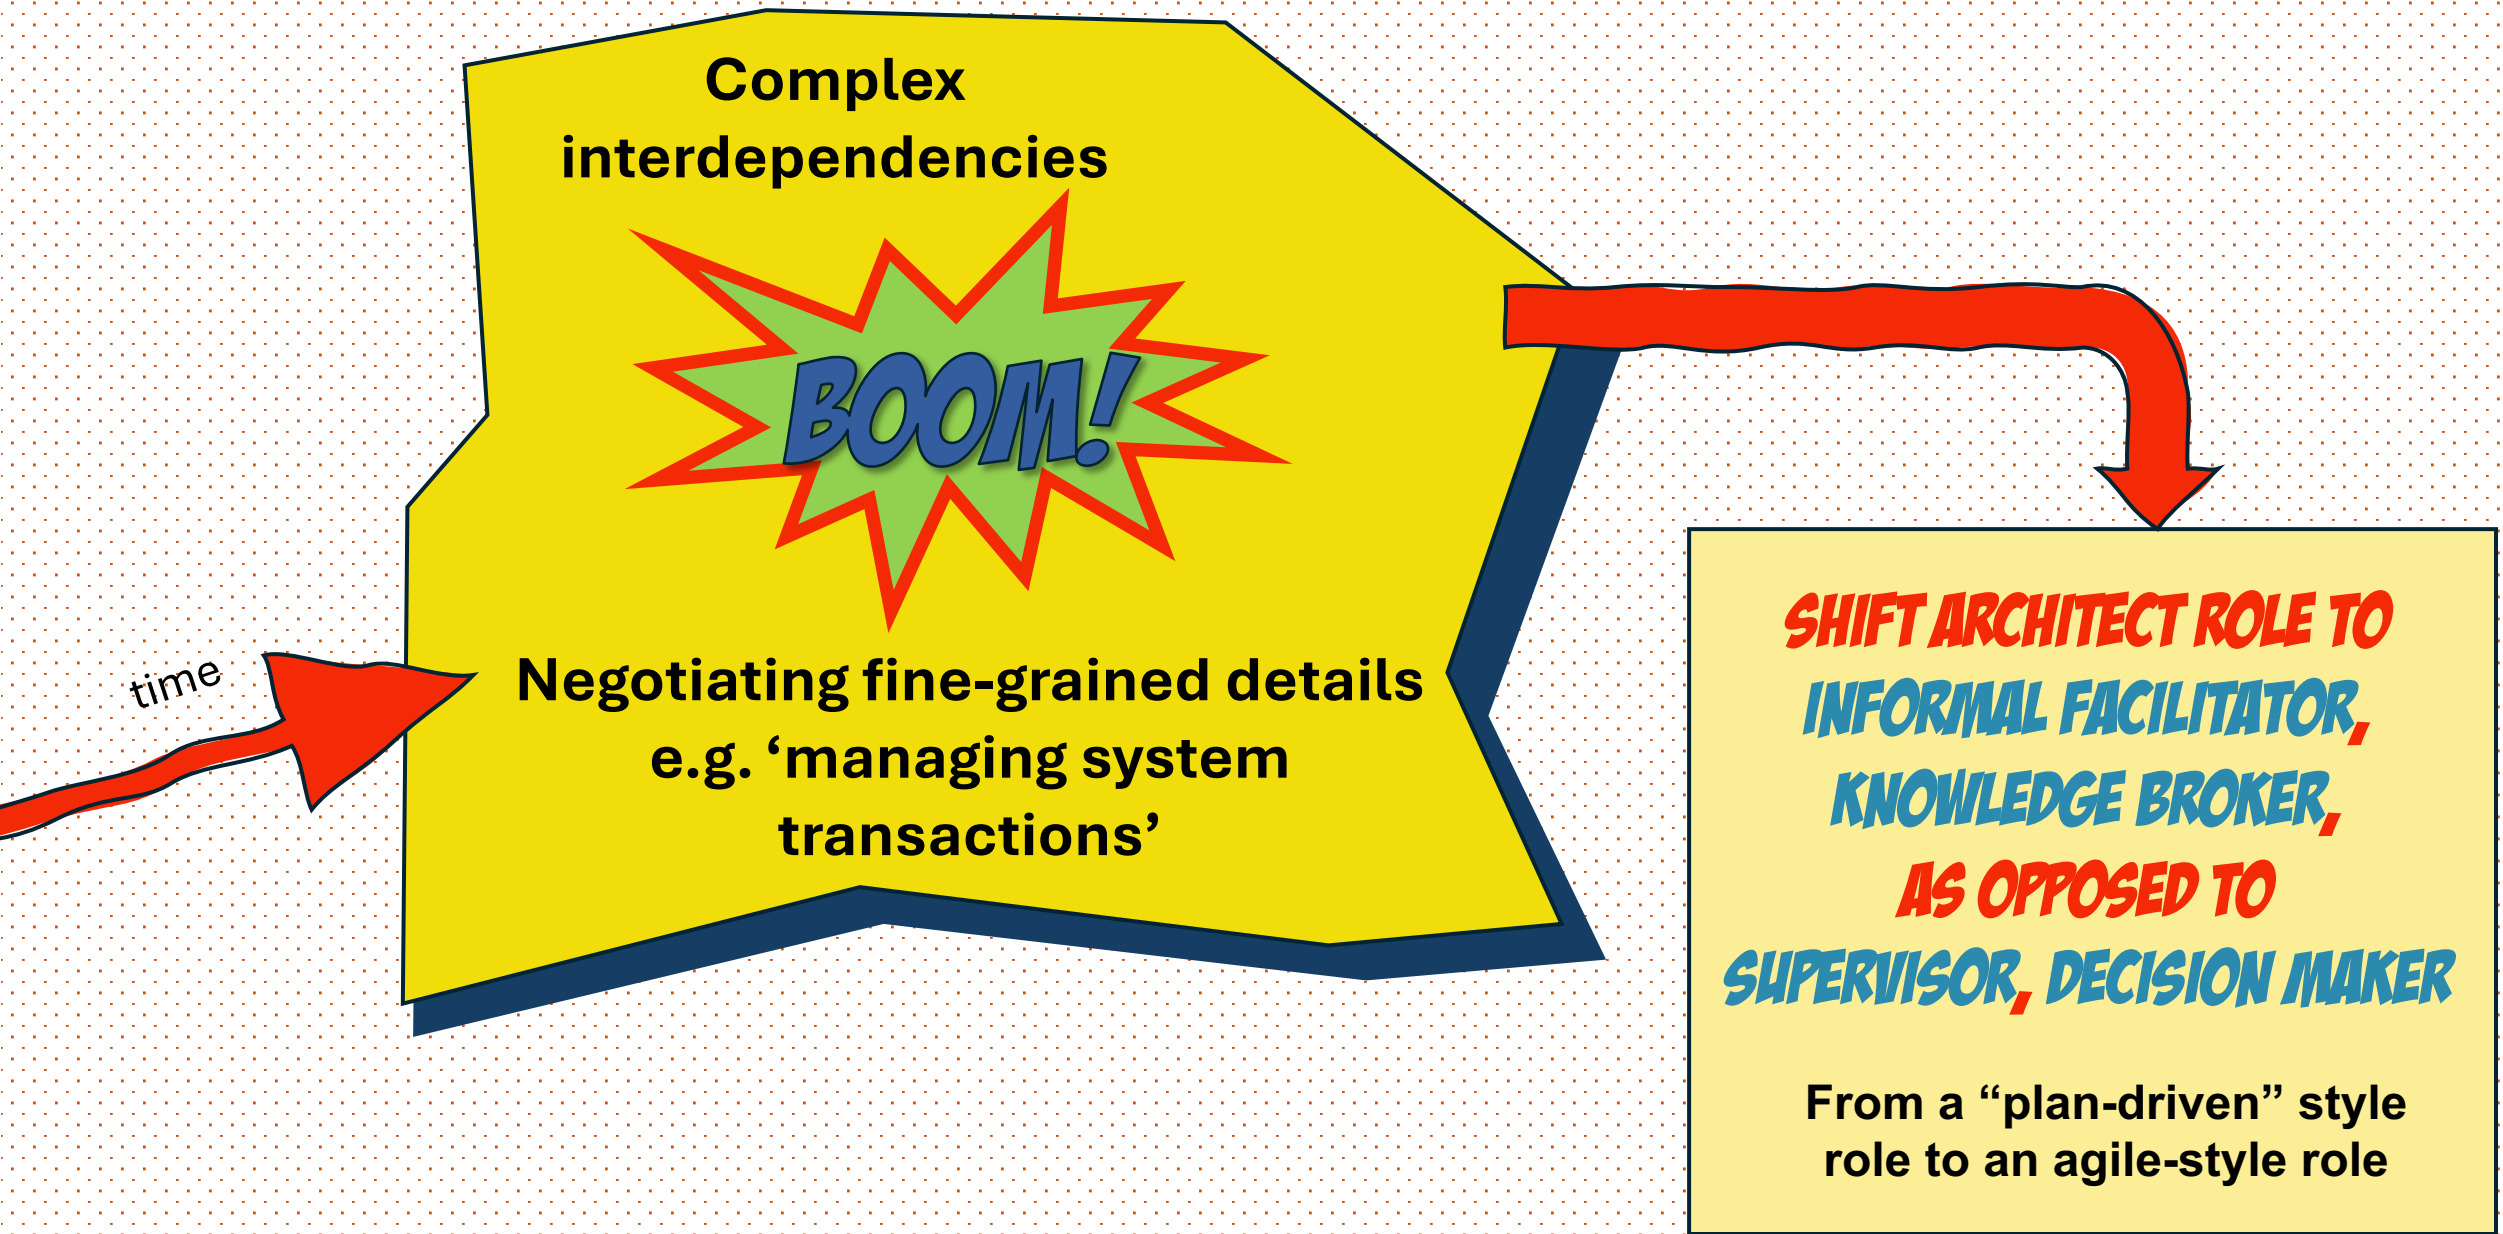 Complex
interdependencies
BOOM!
time
Negotiating fine-grained details
e.g. ‘managing system
transactions’
SHIFT ARCHITECT ROLE TO
INFORMAL FACILITATOR,
KNOWLEDGE BROKER,
AS OPPOSED TO
SUPERVISOR, DECISION MAKER
From a “plan-driven” style
role to an agile-style role